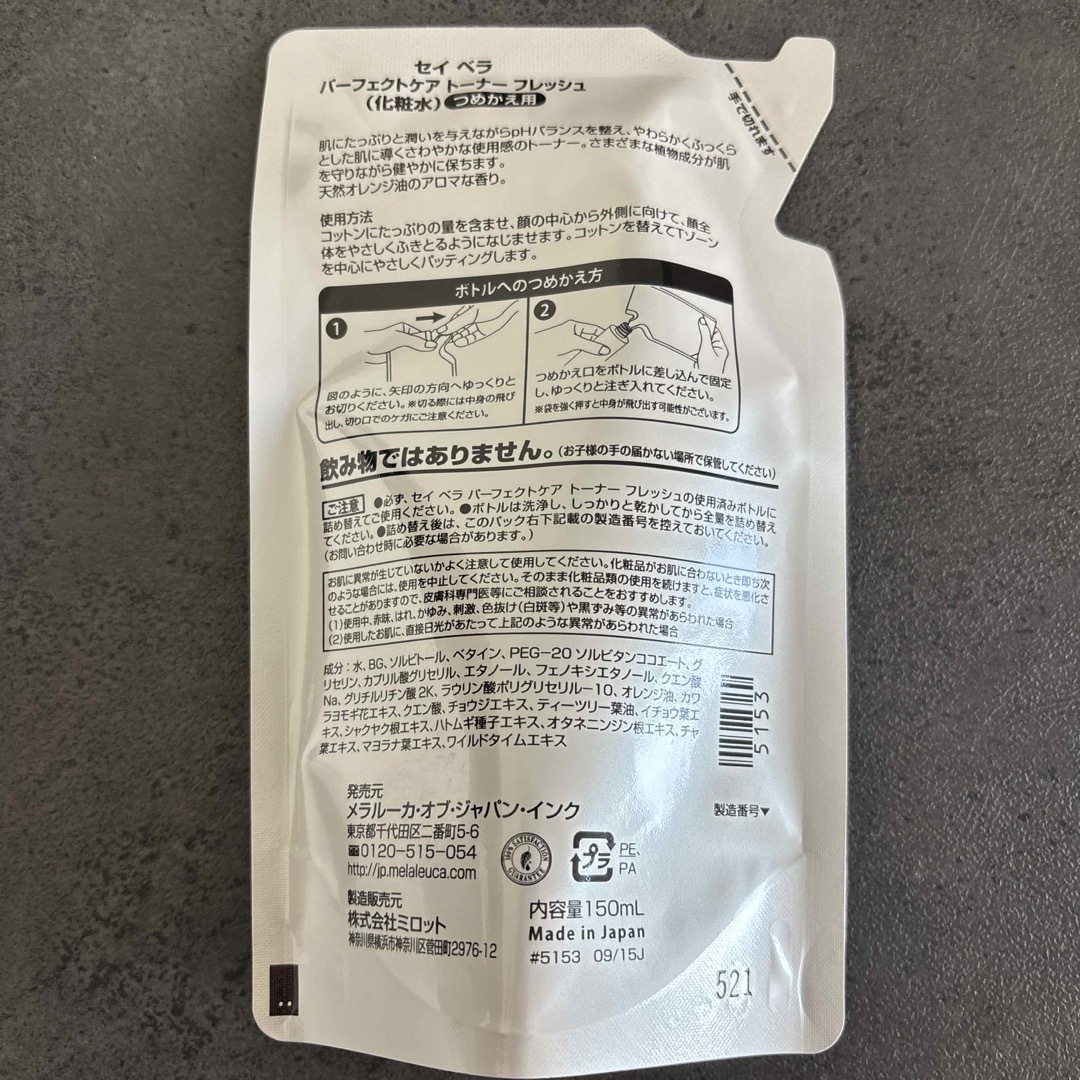 セイ ベラ
パーフェクトケア トーナー フレッシュ
(化粧水) つめかえ用
手で切れます
肌にたっぷりと潤いを与えながらpHバランスを整え、やわらかくふっくら
とした肌に導くさわやかな使用感のトーナー。さまざまな植物成分が肌
を守りながら健やかに保ちます。
天然オレンジ油のアロマな香り。
使用方法
コットンにたっぷりの量を含ませ、顔の中心から外側に向けて、顔全
体をやさしくふきとるようになじませます。コットンを替えてTゾーン
を中心にやさしくパッティングします。
ボトルへのつめかえ方
1
図のように、矢印の方向へゆっくりと
お切りください。※切る際には中身の飛び
出し、切り口でのケガにご注意ください。
2
つめかえ口をボトルに差し込んで固定
し、ゆっくりと注ぎ入れてください。
※袋を強く押すと中身が飛び出す可能性がございます。
飲み物ではありません。(お子様の手の届かない場所で保管してください)
ご注意 ●必ず、セイ ベラ パーフェクトケア トーナー フレッシュの使用済みボトルに
詰め替えてご使用ください。●ボトルは洗浄し、しっかりと乾かしてから全量を詰め替え
てください。●詰め替え後は、このパック右下記載の製造番号を控えておいてください。
(お問い合わせ時に必要な場合があります。)
お肌に異常が生じていないかよく注意して使用してください。化粧品がお肌に合わないとき即ち次
のような場合には、使用を中止してください。そのまま化粧品類の使用を続けますと、症状を悪化さ
せることがありますので、皮膚科専門医等にご相談されることをおすすめします。
(1)使用中、赤味、はれ、かゆみ、刺激、色抜け(白斑等)や黒ずみ等の異常があらわれた場合
(2)使用したお肌に、直接日光があたって上記のような異常があらわれた場合
成分:水、BG、ソルビトール、ベタイン、PEG-20 ソルビタンココエート、グ
リセリン、カプリル酸グリセリル、エタノール、フェノキシエタノール、クエン酸
Na、グリチルリチン酸 2K、ラウリン酸ポリグリセリル-10、オレンジ油、カワ
ラヨモギ花エキス、クエン酸、チョウジエキス、ティーツリー葉油、イチョウ葉エ
キス、シャクヤク根エキス、ハトムギ種子エキス、オタネニンジン根エキス、チャ
葉エキス、マヨラナ葉エキス、ワイルドタイムエキス
5153
発売元
メラルーカ・オブ・ジャパン・インク
東京都千代田区二番町5-6
0120-515-054
http://jp.melaleuca.com
製造番号▼
100% SATISFACTION GUARANTEE
プラ
PE、
PA
製造販売元
株式会社ミロット
神奈川県横浜市神奈川区菅田町2976-12
内容量150mL
Made in Japan
#5153 09/15J
521